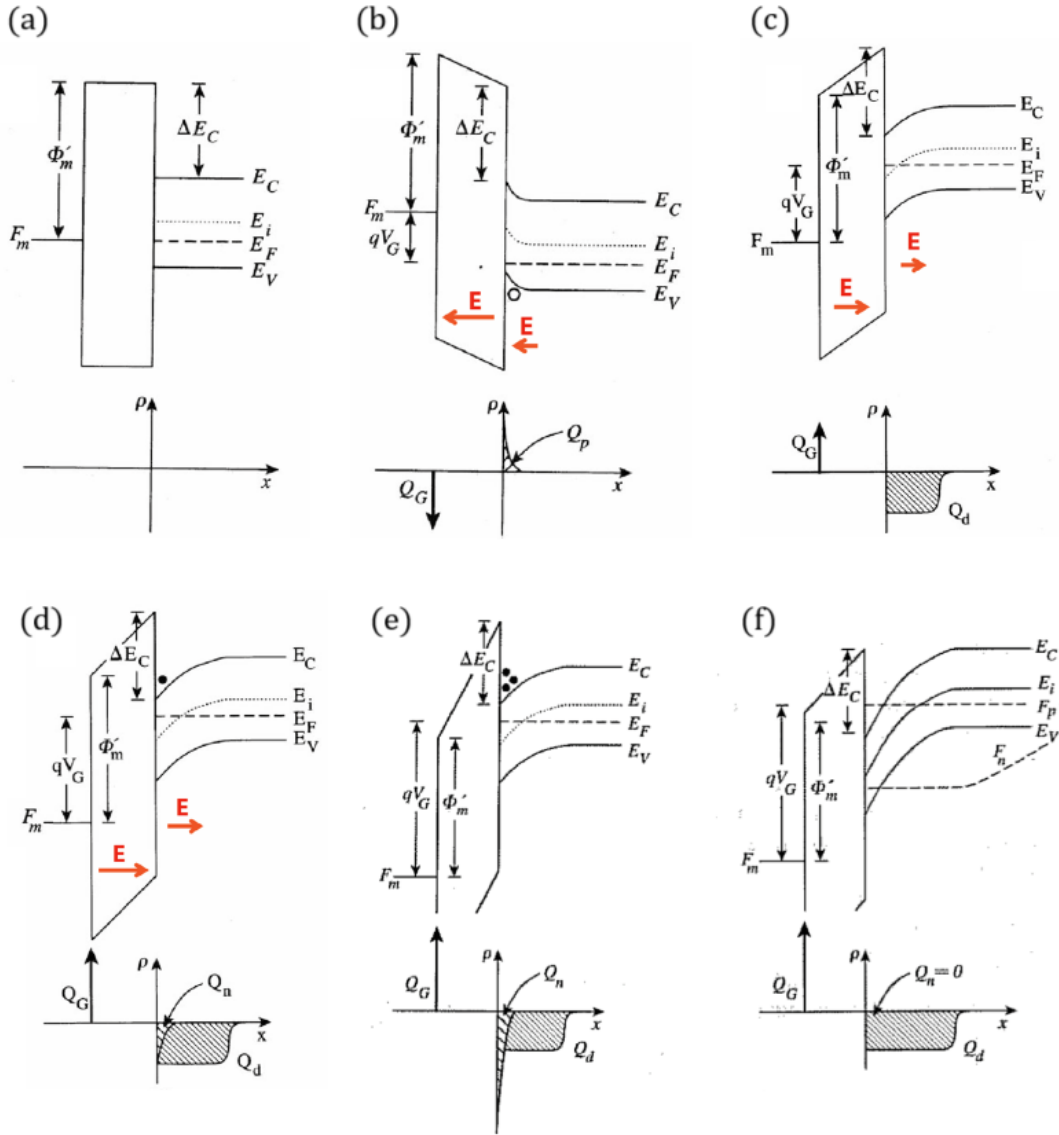 (a)
Φ′m
ΔEC
EC
Fm
Ei
EF
EV
ρ
x
(b)
Φ′m
ΔEC
Fm
EC
qVG
Ei
EF
EV
E
E
ρ
Qp
QG
x
(c)
ΔEC
EC
Φ′m
Ei
EF
qVG
EV
Fm
E
E
ρ
QG
x
Qd
(d)
ΔEC
EC
Ei
EF
Φ′m
EV
qVG
Fm
E
E
ρ
Qn
QG
x
Qd
(e)
ΔEC
EC
Ei
EF
EV
qVG
Φ′m
Fm
ρ
QG
Qn
x
Qd
(f)
EC
ΔEC
Ei
Fp
EV
Fn
qVG
Φ′m
Fm
ρ
Qn=0
QG
x
Qd